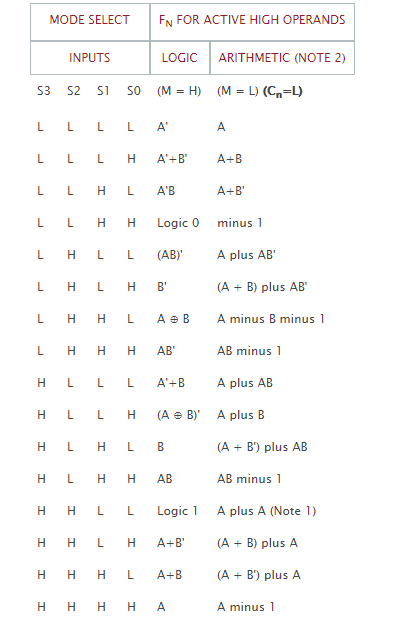 MODE SELECT FN FOR ACTIVE HIGH OPERANDS
INPUTS LOGIC ARITHMETIC (NOTE 2)
S3 S2 S1 S0 (M = H) (M = L) (Cn=L)
L L L L A' A
L L L H A'+B' A+B
L L H L A'B A+B'
L L H H Logic 0 minus 1
L H L L (AB)' A plus AB'
L H L H B' (A + B) plus AB'
L H H L A ⊕ B A minus B minus 1
L H H H AB' AB minus 1
H L L L A'+B A plus AB
H L L H (A ⊕ B)' A plus B
H L H L B (A + B') plus AB
H L H H AB AB minus 1
H H L L Logic 1 A plus A (Note 1)
H H L H A+B' (A + B) plus A
H H H L A+B (A + B') plus A
H H H H A A minus 1